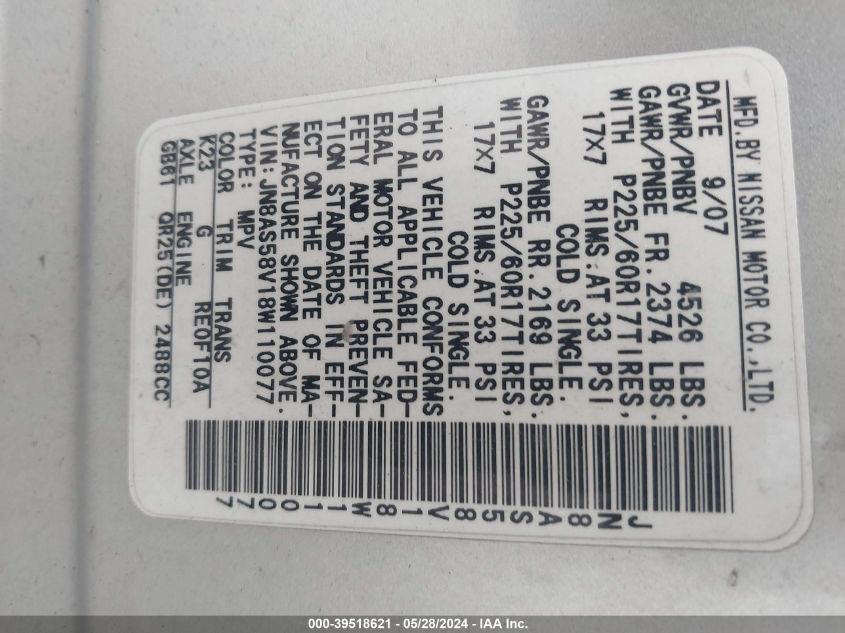 MFD.BY NISSAN MOTOR CO.,LTD.
DATE 9/07
GVWR/PNBV 4526 LBS.
GAWR/PNBE FR.2374 LBS.
WITH P225/60R17TIRES,
17X7 RIMS.AT 33 PSI
COLD SINGLE.
GAWR/PNBE RR.2169 LBS.
WITH P225/60R17TIRES,
17X7 RIMS.AT 33 PSI
COLD SINGLE.
THIS VEHICLE CONFORMS
TO ALL APPLICABLE FED-
ERAL MOTOR VEHICLE SA-
FETY AND THEFT PREVEN-
TION STANDARDS IN EFF-
ECT ON THE DATE OF MA-
NUFACTURE SHOWN ABOVE.
VIN:JN8AS58V18W110077
TYPE: MPV
COLOR TRIM TRANS
K23 G RE0F10A
AXLE ENGINE
GB61 QR25(DE) 2488CC
JN8AS58V18W110077
000-39518621 / 05/28/2024 - IAA Inc.